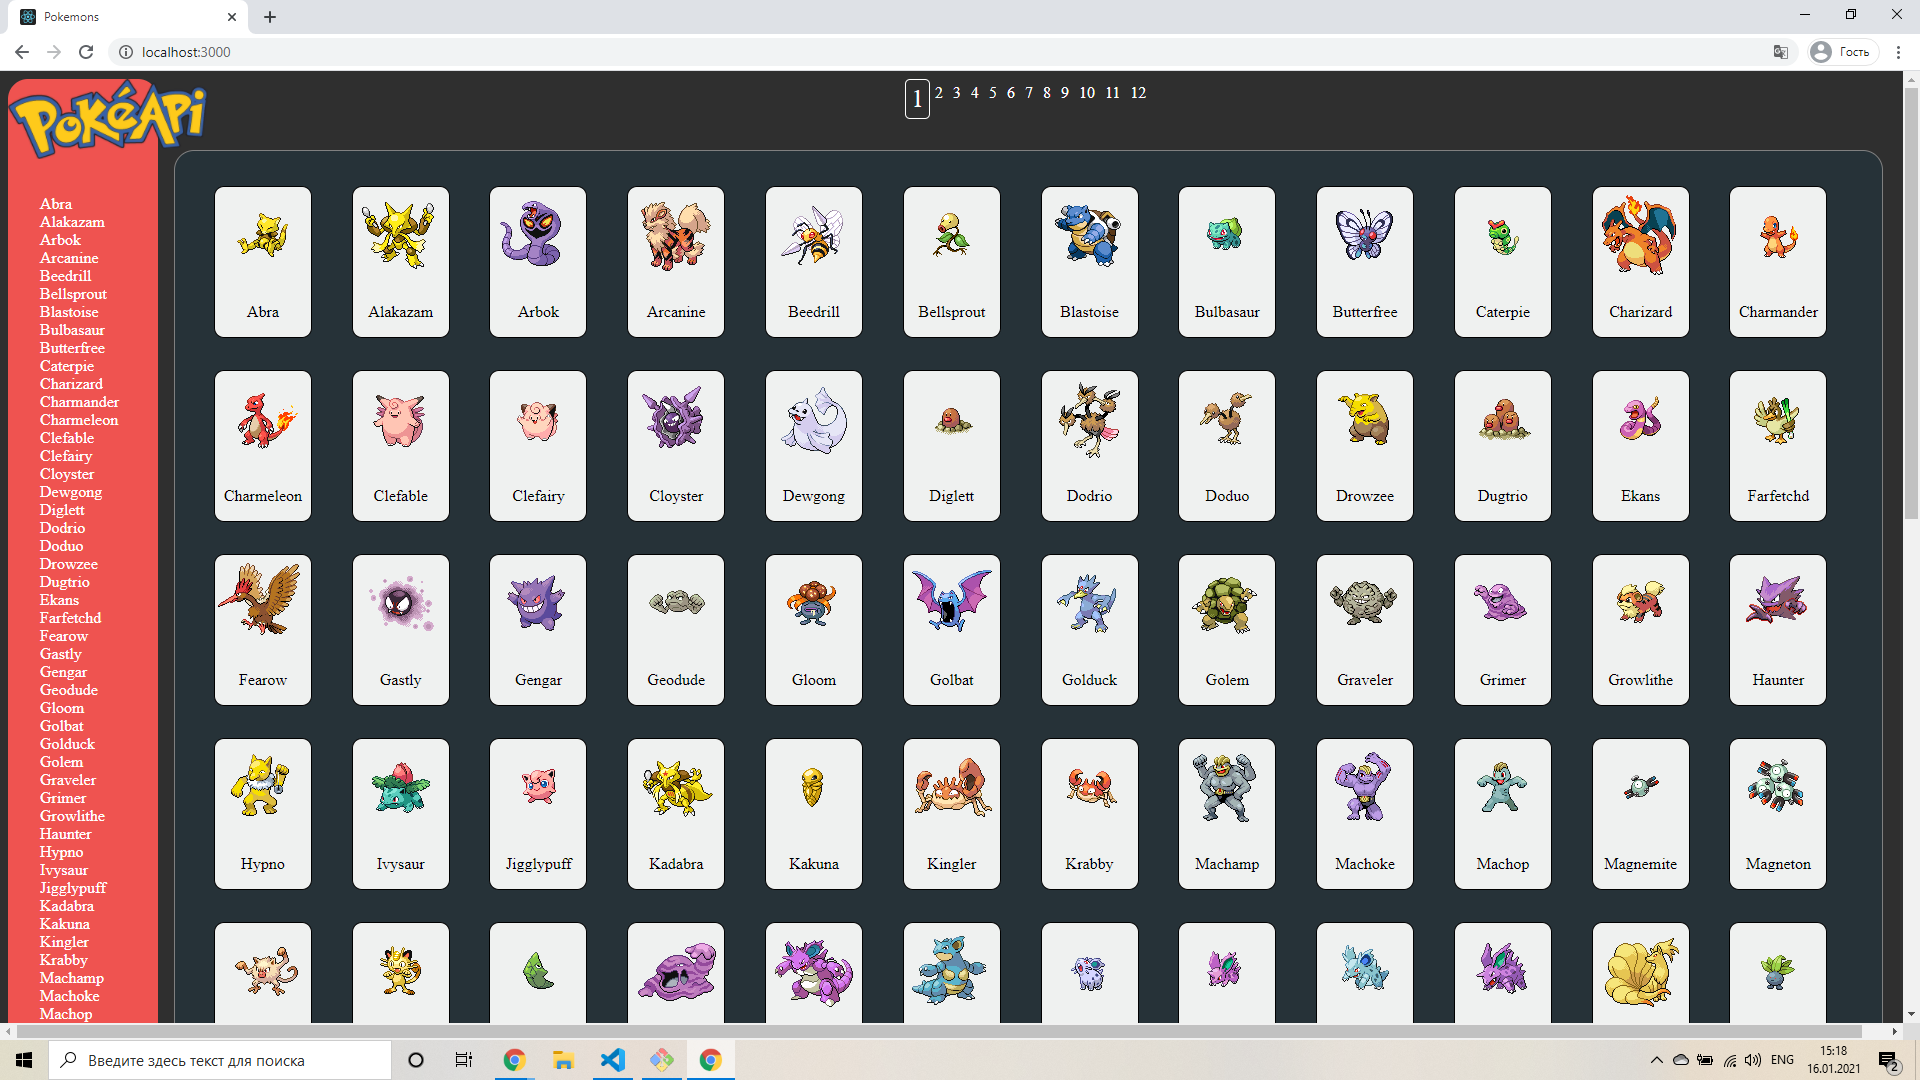 Pokemons
localhost:3000
Гость
PokéApi
1 2 3 4 5 6 7 8 9 10 11 12
Abra
Alakazam
Arbok
Arcanine
Beedrill
Bellsprout
Blastoise
Bulbasaur
Butterfree
Caterpie
Charizard
Charmander
Charmeleon
Clefable
Clefairy
Cloyster
Dewgong
Diglett
Dodrio
Doduo
Drowzee
Dugtrio
Ekans
Farfetchd
Fearow
Gastly
Gengar
Geodude
Gloom
Golbat
Golduck
Golem
Graveler
Grimer
Growlithe
Haunter
Hypno
Ivysaur
Jigglypuff
Kadabra
Kakuna
Kingler
Krabby
Machamp
Machoke
Machop
Abra Alakazam Arbok Arcanine Beedrill Bellsprout Blastoise Bulbasaur Butterfree Caterpie Charizard Charmander
Charmeleon Clefable Clefairy Cloyster Dewgong Diglett Dodrio Doduo Drowzee Dugtrio Ekans Farfetchd
Fearow Gastly Gengar Geodude Gloom Golbat Golduck Golem Graveler Grimer Growlithe Haunter
Hypno Ivysaur Jigglypuff Kadabra Kakuna Kingler Krabby Machamp Machoke Machop Magnemite Magneton
Введите здесь текст для поиска
ENG
15:18
16.01.2021
2